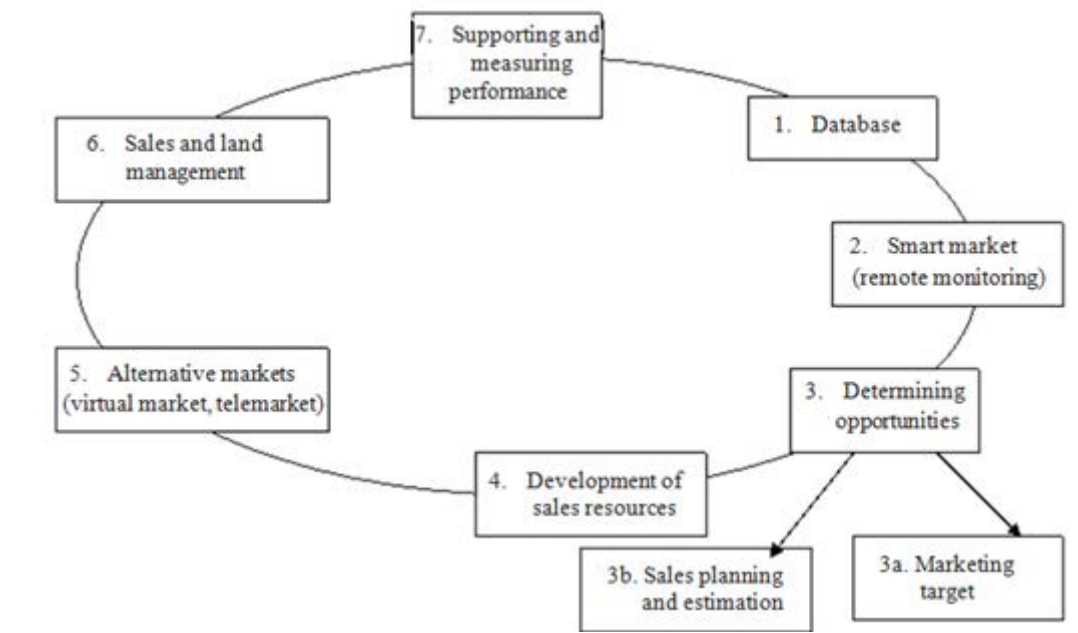 7. Supporting and
measuring
performance
1. Database
6. Sales and land
management
2. Smart market
(remote monitoring)
5. Alternative markets
(virtual market, telemarket)
3. Determining
opportunities
4. Development of
sales resources
3b. Sales planning
and estimation
3a. Marketing
target